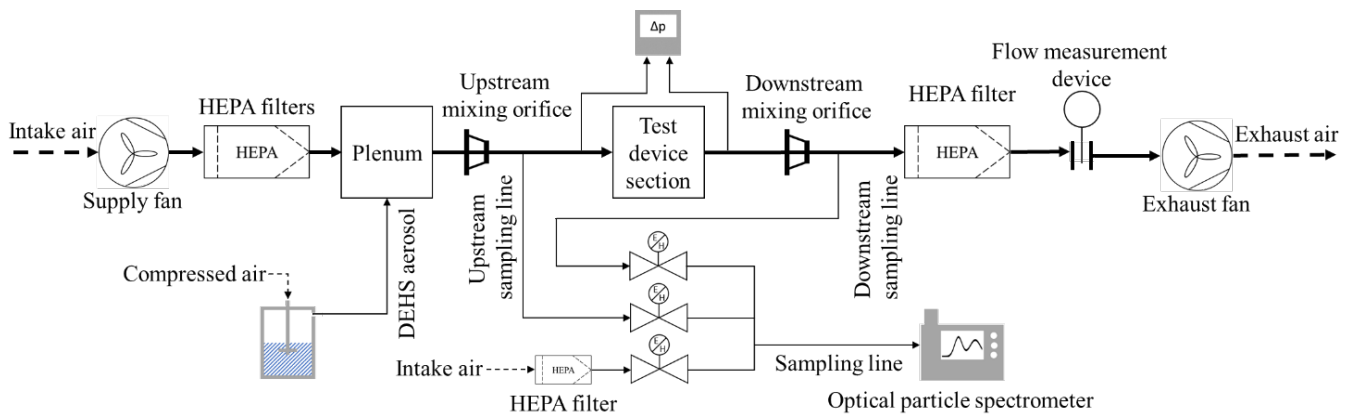 Δp
Flow measurement
device
Upstream
mixing orifice
Downstream
mixing orifice
HEPA filters
HEPA filter
Intake air
HEPA
Plenum
Test
device
section
HEPA
Exhaust air
Supply fan
Exhaust fan
DEHS aerosol
Upstream
sampling line
Downstream
sampling line
E
H
Compressed air
E
H
E
H
Intake air
HEPA
Sampling line
HEPA filter
Optical particle spectrometer